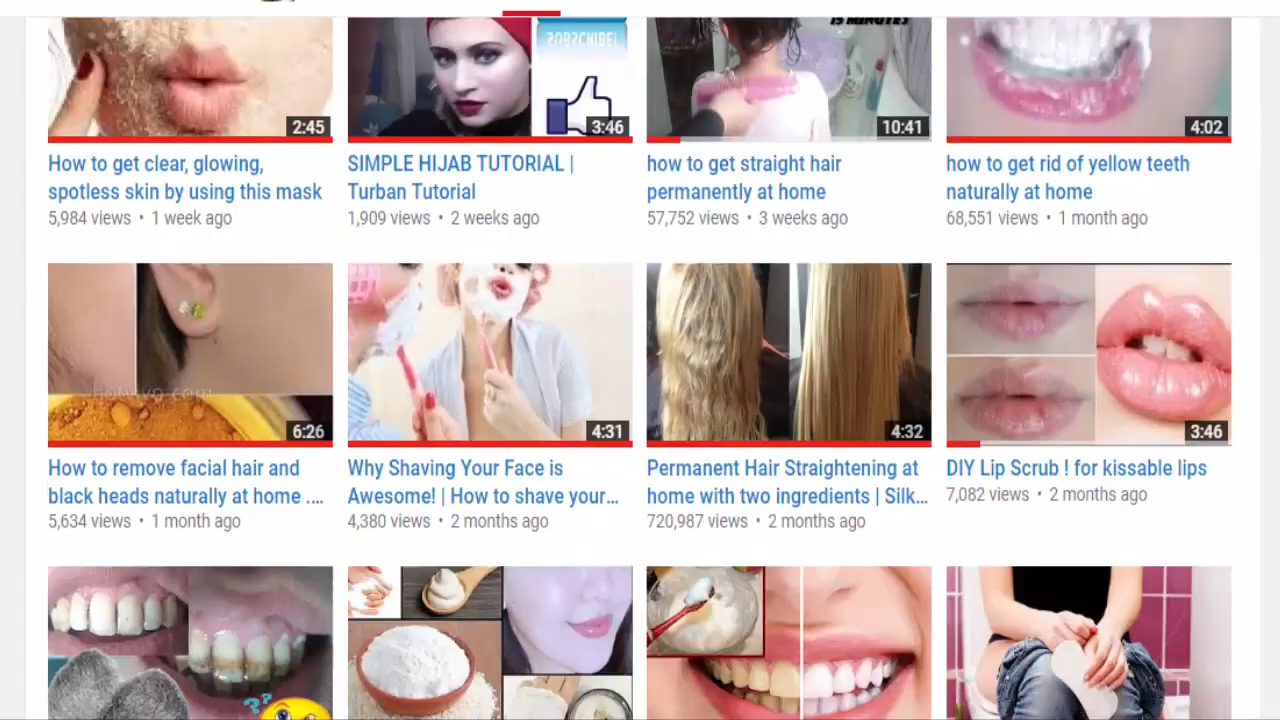 15 MINUTES
2:45
3:46
10:41
4:02
How to get clear, glowing,
spotless skin by using this mask
5,984 views • 1 week ago
SIMPLE HIJAB TUTORIAL |
Turban Tutorial
1,909 views • 2 weeks ago
how to get straight hair
permanently at home
57,752 views • 3 weeks ago
how to get rid of yellow teeth
naturally at home
68,551 views • 1 month ago
6:26
4:31
4:32
3:46
How to remove facial hair and
black heads naturally at home ....
5,634 views • 1 month ago
Why Shaving Your Face is
Awesome! | How to shave your...
4,380 views • 2 months ago
Permanent Hair Straightening at
home with two ingredients | Silk...
720,987 views • 2 months ago
DIY Lip Scrub ! for kissable lips
7,082 views • 2 months ago
??